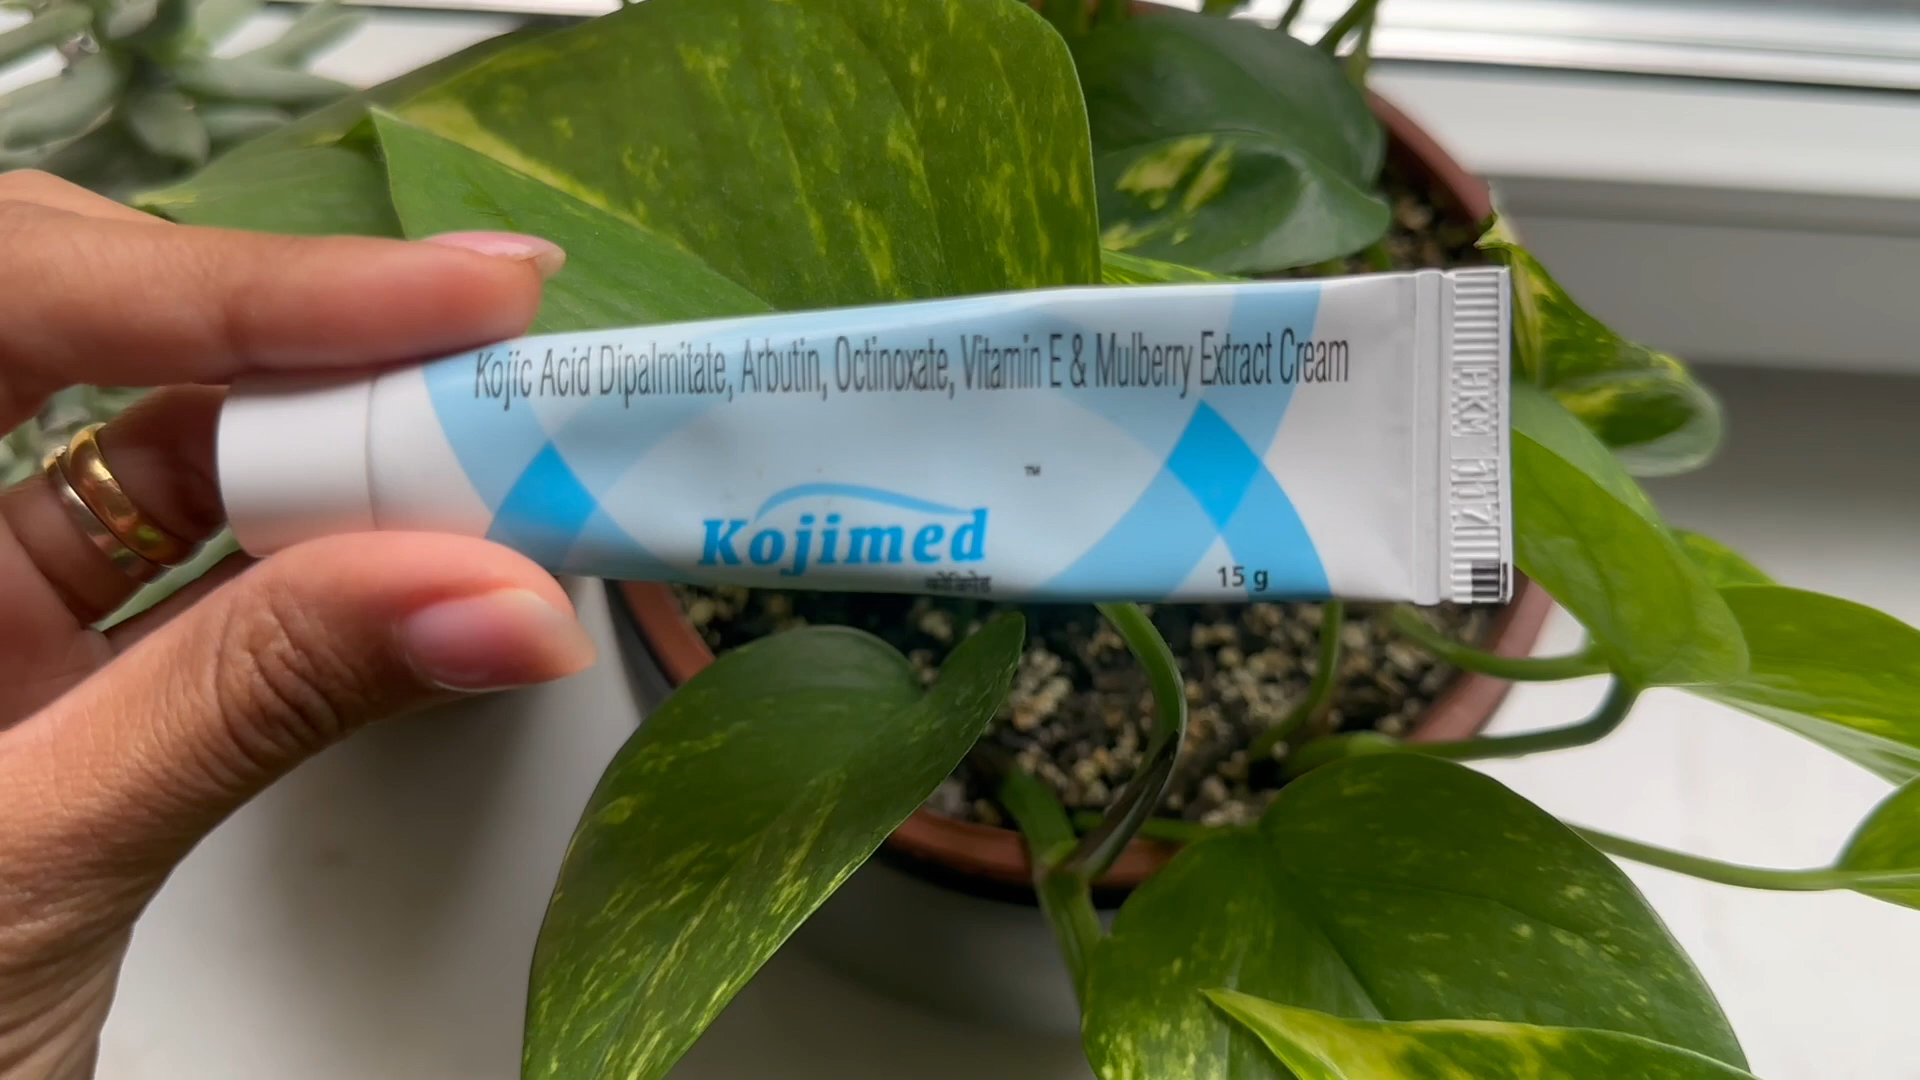 Kojic Acid Dipalmitate, Arbutin, Octinoxate, Vitamin E & Mulberry Extract Cream
™
Kojimed
15 g